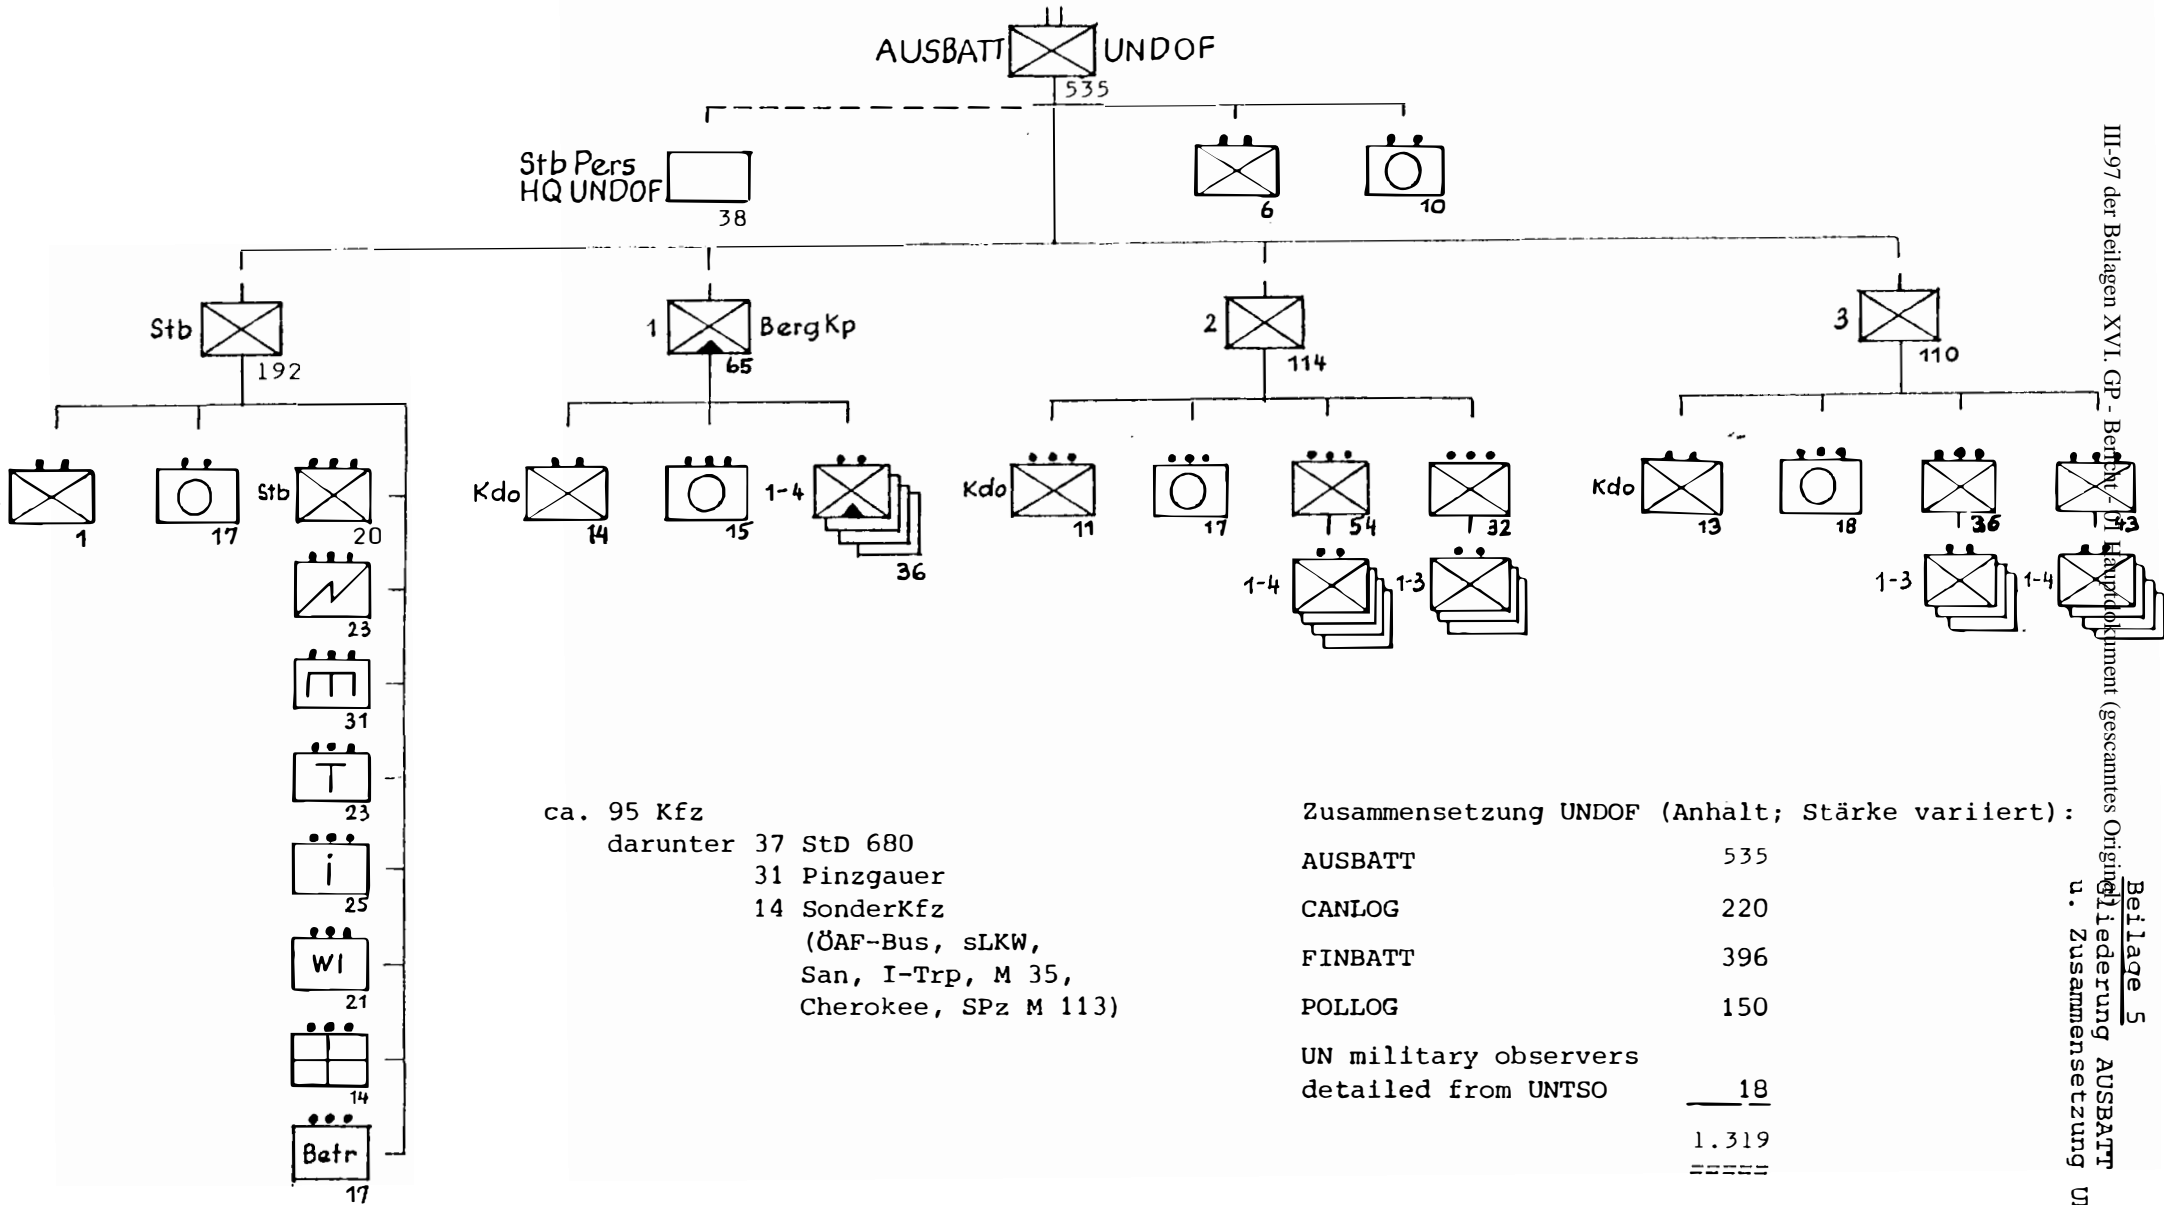 AUSBATT UNDOF
535
Stb Pers
HQ UNDOF
38
6
10
Stb
192
1 BergKp
65
2
114
3
110
1
17
Stb
20
23
31
T
23
i
25
WI
21
14
Betr
17
Kdo
14
15
1-4
36
Kdo
11
17
54
32
1-4
1-3
Kdo
13
18
36
43
1-3
1-4
ca. 95 Kfz
darunter 37 StD 680
31 Pinzgauer
14 SonderKfz
(ÖAF-Bus, sLKW,
San, I-Trp, M 35,
Cherokee, SPz M 113)
Zusammensetzung UNDOF (Anhalt; Stärke variiert):
AUSBATT 535
CANLOG 220
FINBATT 396
POLLOG 150
UN military observers
detailed from UNTSO 18
1.319
=====
III-97 der Beilagen XVI. GP - Bericht - 01 Hauptdokument (gescanntes Original)
Beilage 5
Gliederung AUSBATT
u. Zusammensetzung